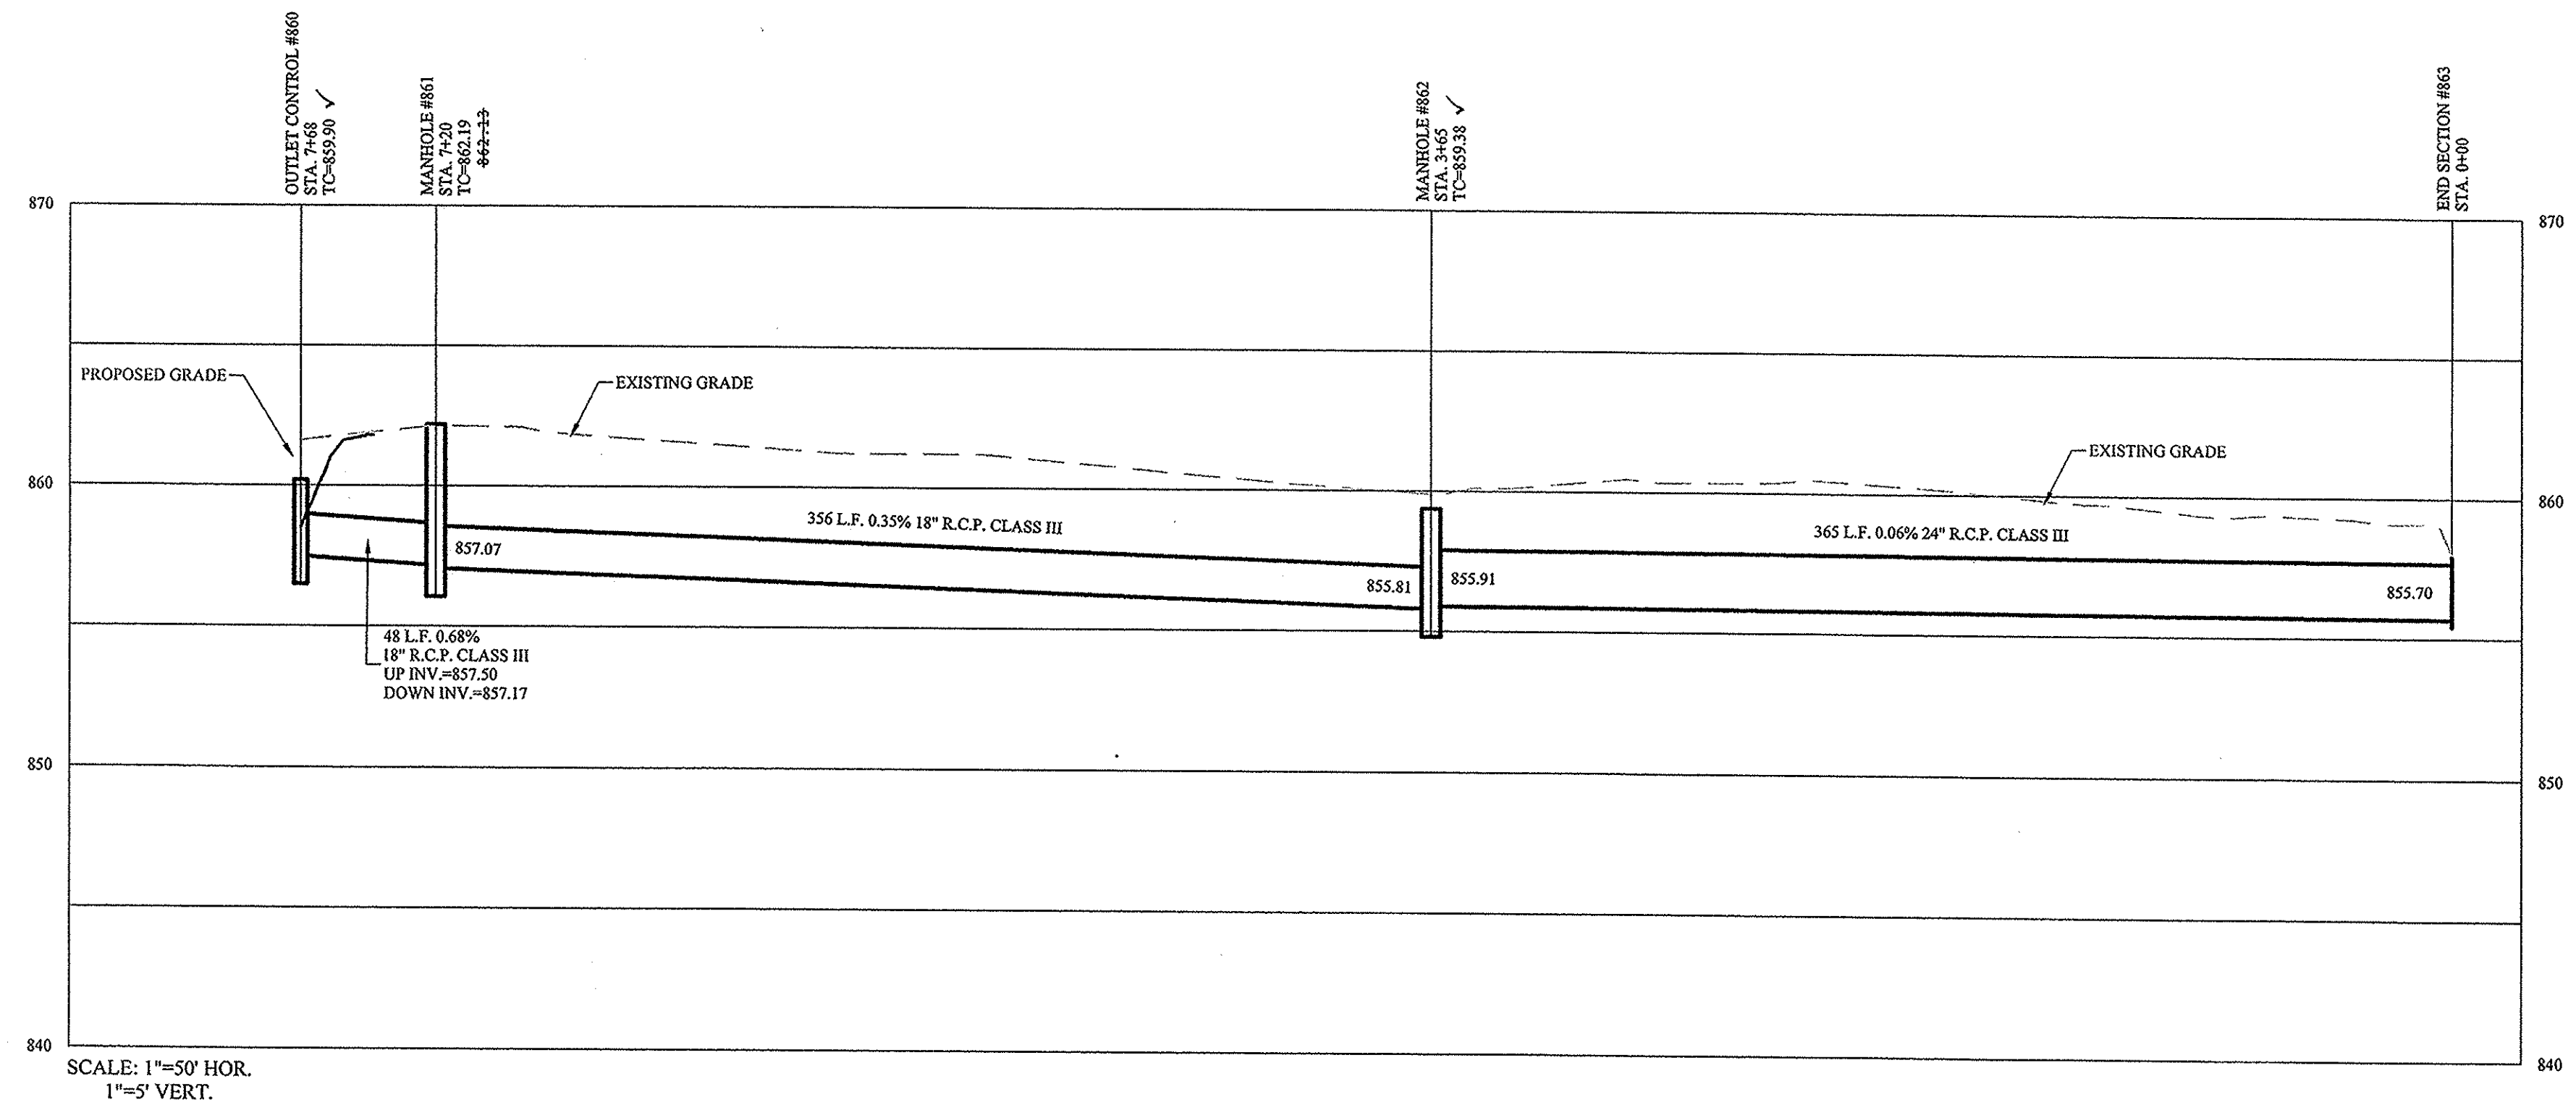 OUTLET CONTROL #860
STA. 7+68
TC=859.90 ✓
MANHOLE #861
STA. 7+20
TC=862.19
862.13
MANHOLE #862
STA. 3+65
TC=859.38 ✓
END SECTION #863
STA. 0+00
870
870
PROPOSED GRADE
EXISTING GRADE
EXISTING GRADE
860
860
356 L.F. 0.35% 18" R.C.P. CLASS III
365 L.F. 0.06% 24" R.C.P. CLASS III
857.07
855.81
855.91
855.70
48 L.F. 0.68%
18" R.C.P. CLASS III
UP INV.=857.50
DOWN INV.=857.17
850
850
840
840
SCALE: 1"=50' HOR.
1"=5' VERT.